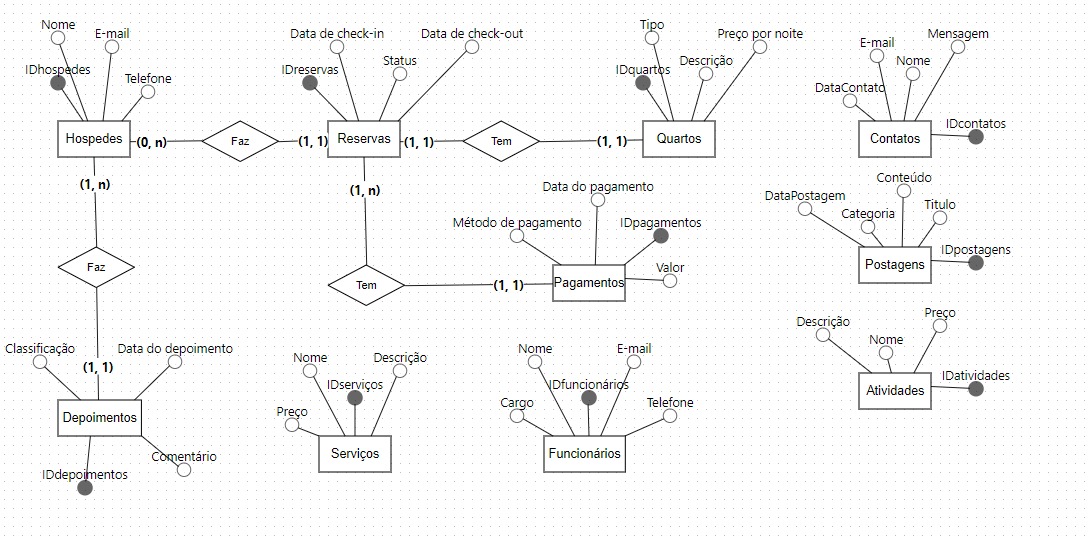 Nome
E-mail
IDhospedes
Telefone
Hospedes
(0, n)
Faz
(1, 1)
Data de check-in
Data de check-out
IDreservas
Status
Reservas
(1, 1)
Tem
(1, 1)
Tipo
Preço por noite
IDquartos
Descrição
Quartos
E-mail
Mensagem
Nome
DataContato
IDcontatos
Contatos
(1, n)
Faz
(1, 1)
(1, n)
Tem
(1, 1)
Data do pagamento
Método de pagamento
IDpagamentos
Valor
Pagamentos
Conteúdo
DataPostagem
Categoria
Titulo
IDpostagens
Postagens
Descrição
Preço
Nome
IDatividades
Atividades
Classificação
Data do depoimento
Depoimentos
Comentário
IDdepoimentos
Nome
Descrição
IDserviços
Preço
Serviços
Nome
E-mail
IDfuncionários
Cargo
Telefone
Funcionários